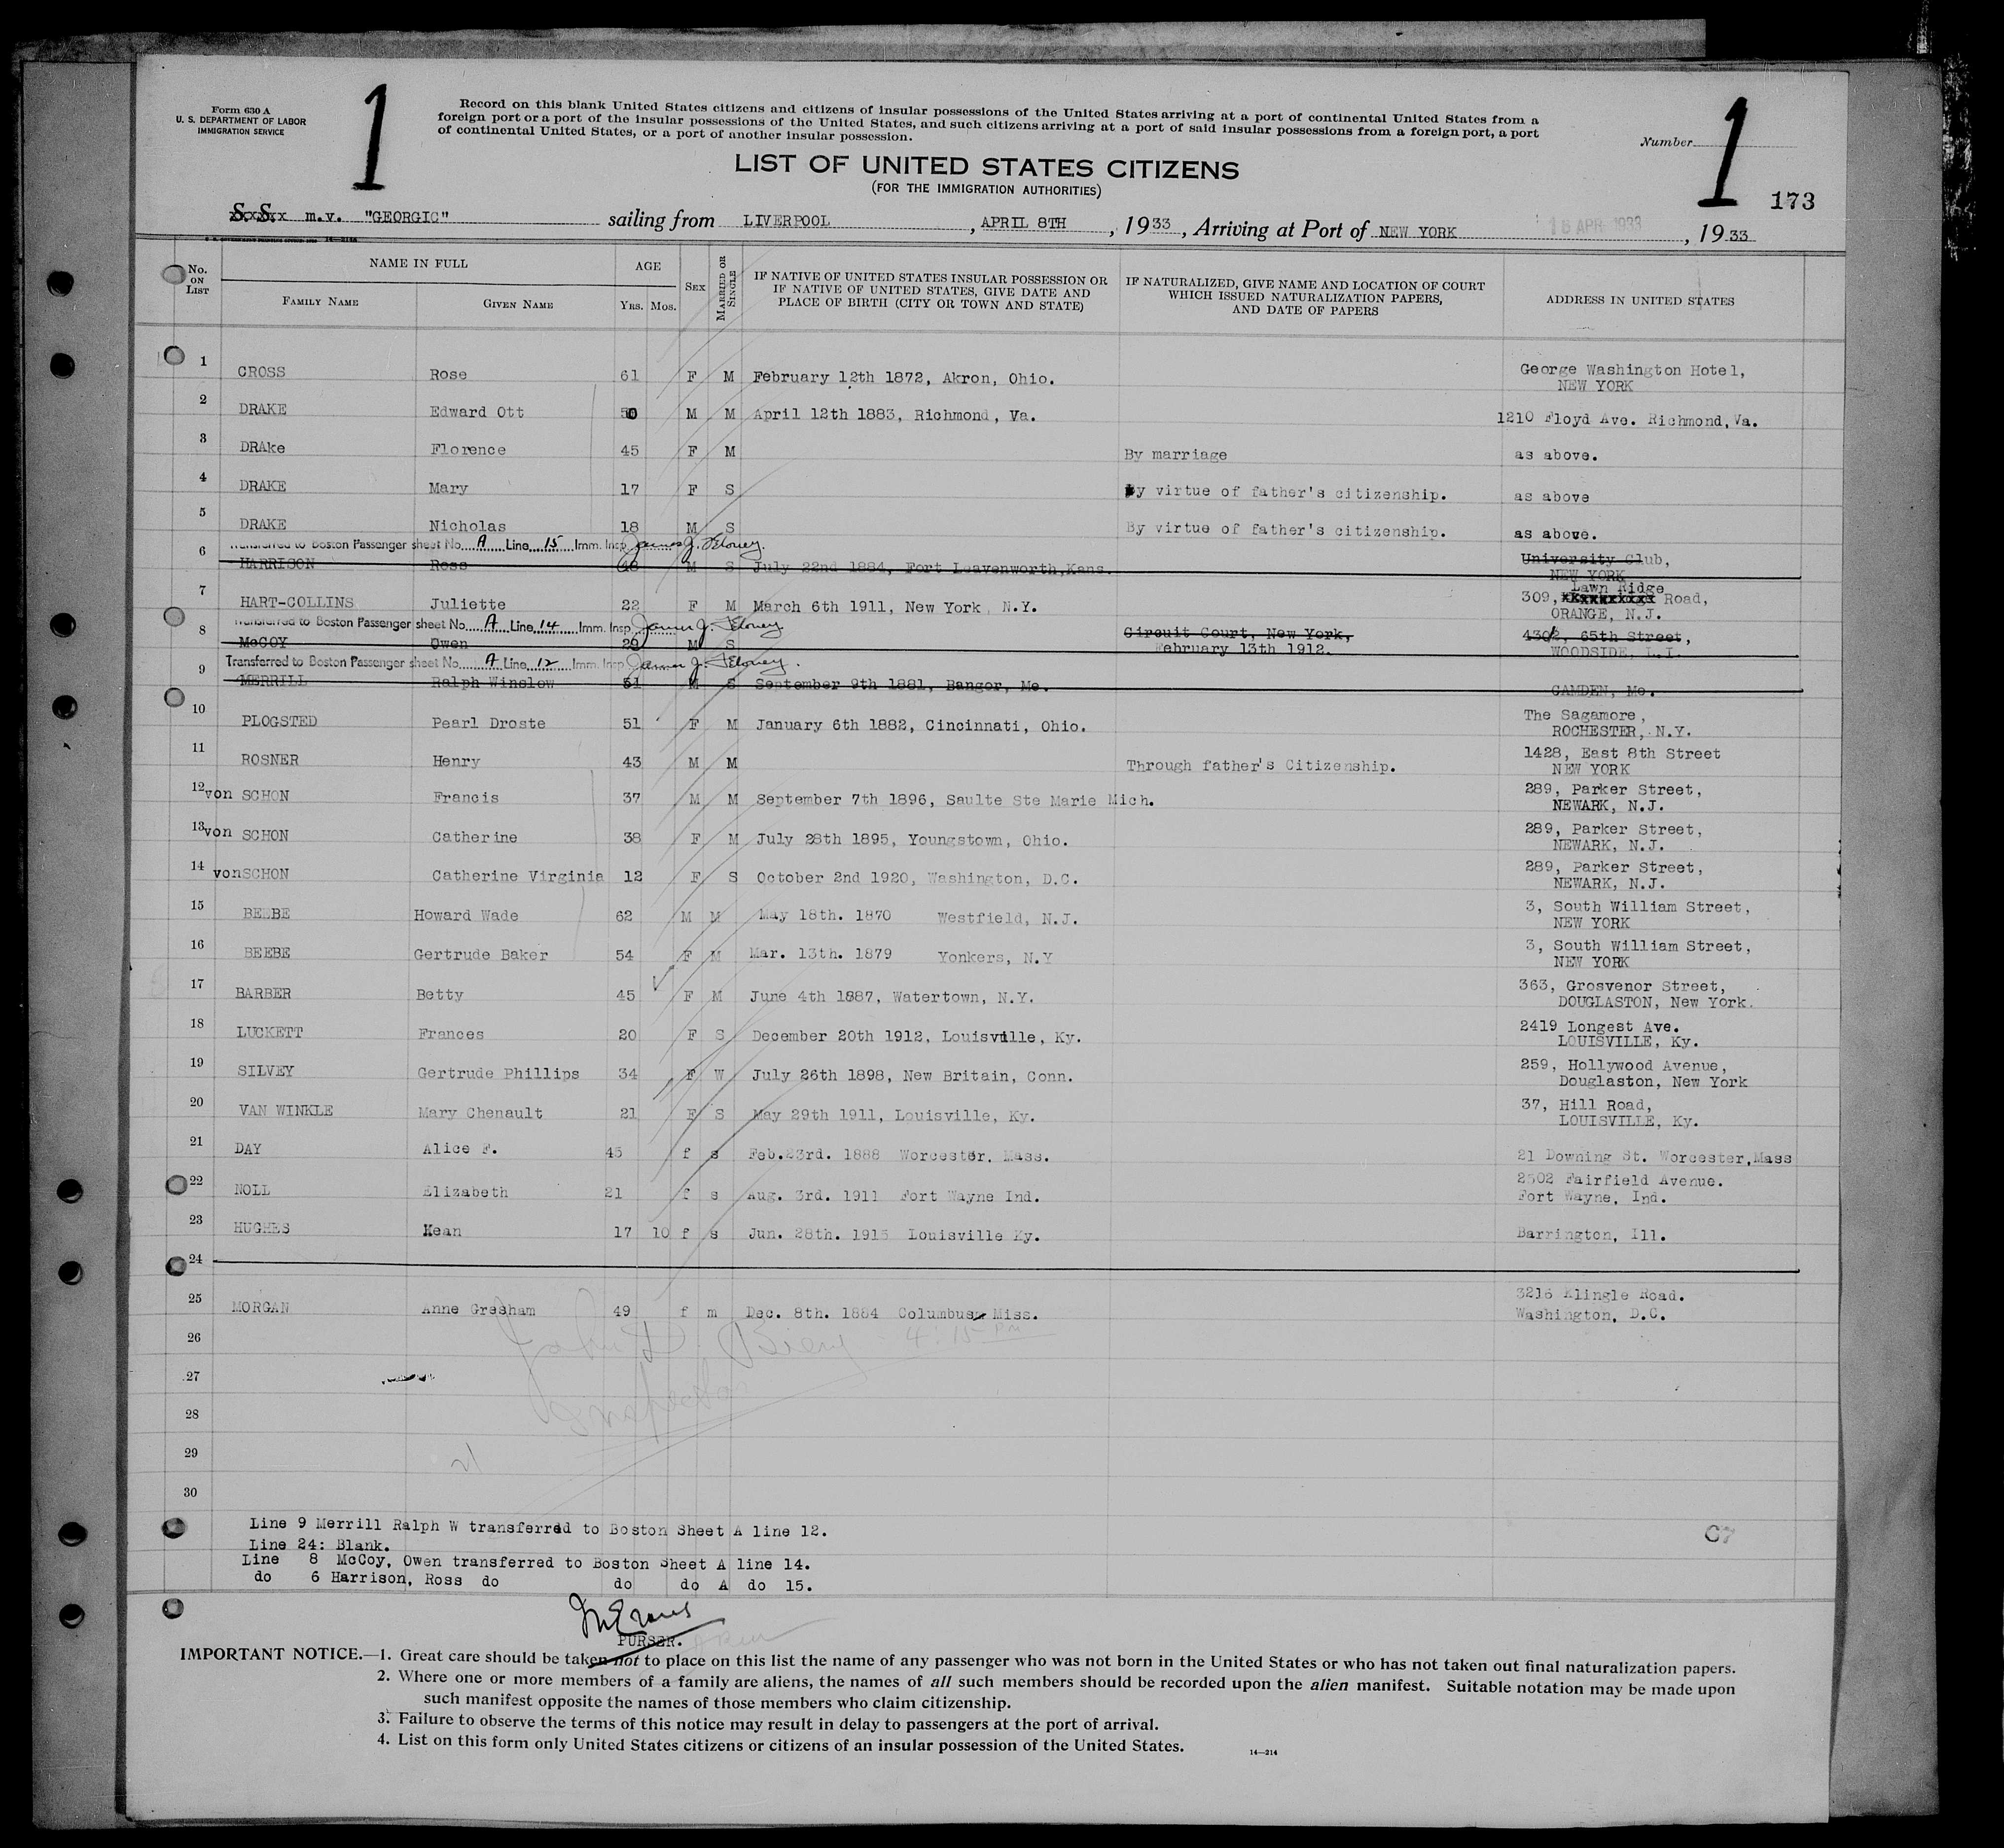 Form 630 A
U. S. DEPARTMENT OF LABOR
IMMIGRATION SERVICE
1
Record on this blank United States citizens and citizens of insular possessions of the United States arriving at a port of continental United States from a
foreign port or a port of the insular possessions of the United States, and such citizens arriving at a port of said insular possessions from a foreign port, a port
of continental United States, or a port of another insular possession.
Number
1
173
LIST OF UNITED STATES CITIZENS
(FOR THE IMMIGRATION AUTHORITIES)
S. S. m.v. "GEORGIC" sailing from LIVERPOOL, APRIL 8TH, 1933, Arriving at Port of NEW YORK 16 APR 1933, 1933
No. ON LIST
NAME IN FULL
FAMILY NAME
GIVEN NAME
AGE
YRS. MOS.
SEX
MARRIED OR SINGLE
IF NATIVE OF UNITED STATES INSULAR POSSESSION OR
IF NATIVE OF UNITED STATES, GIVE DATE AND
PLACE OF BIRTH (CITY OR TOWN AND STATE)
IF NATURALIZED, GIVE NAME AND LOCATION OF COURT
WHICH ISSUED NATURALIZATION PAPERS,
AND DATE OF PAPERS
ADDRESS IN UNITED STATES
1 CROSS Rose 61 F M February 12th 1872, Akron, Ohio. George Washington Hotel,
NEW YORK
2 DRAKE Edward Ott 50 M M April 12th 1883, Richmond, Va. 1210 Floyd Ave. Richmond, Va.
3 DRAke Florence 45 F M By marriage as above.
4 DRAKE Mary 17 F S By virtue of father's citizenship. as above
5 DRAKE Nicholas 18 M S By virtue of father's citizenship. as above.
Transferred to Boston Passenger sheet No. A Line 15 Imm. Insp. James J.
6 HARRISON Ross 48 M S July 22nd 1884, Fort Leavenworth, Kans. University Club,
NEW YORK
7 HART-COLLINS Juliette 22 F M March 6th 1911, New York N.Y. 309, Lawn Ridge Road,
ORANGE, N.J.
Transferred to Boston Passenger sheet No. A Line 14 Imm. Insp. James J.
8 McCOY Owen 29 M S Circuit Court, New York, 4302, 65th Street,
February 13th 1912. WOODSIDE, L.I.
Transferred to Boston Passenger sheet No. A Line 12 Imm. Insp. James J.
9 MERRILL Ralph Winslow 51 M S September 9th 1881, Bangor, Me. CAMDEN, Me.
10 PLOGSTED Pearl Droste 51 F M January 6th 1882, Cincinnati, Ohio. The Sagamore,
ROCHESTER, N.Y.
11 ROSNER Henry 43 M M Through father's Citizenship. 1428, East 8th Street
NEW YORK
12 von SCHON Francis 37 M M September 7th 1896, Saulte Ste Marie Mich. 289, Parker Street,
NEWARK, N.J.
13 von SCHON Catherine 38 F M July 28th 1895, Youngstown, Ohio. 289, Parker Street,
NEWARK, N.J.
14 von SCHON Catherine Virginia 12 F S October 2nd 1920, Washington, D.C. 289, Parker Street,
NEWARK, N.J.
15 BEEBE Howard Wade 62 M M May 18th. 1870 Westfield, N.J. 3, South William Street,
NEW YORK
16 BEEBE Gertrude Baker 54 F M Mar. 13th. 1879 Yonkers, N.Y 3, South William Street,
NEW YORK
17 BARBER Betty 45 F M June 4th 1887, Watertown, N.Y. 363, Grosvenor Street,
DOUGLASTON, New York.
18 LUCKETT Frances 20 F S December 20th 1912, Louisville, Ky. 2419 Longest Ave.
LOUISVILLE, Ky.
19 SILVEY Gertrude Phillips 34 F W July 26th 1898, New Britain, Conn. 259, Hollywood Avenue,
Douglaston, New York
20 VAN WINKLE Mary Chenault 21 F S May 29th 1911, Louisville, Ky. 37, Hill Road,
LOUISVILLE, Ky.
21 DAY Alice F. 45 f s Feb.23rd. 1888 Worcester, Mass. 21 Downing St. Worcester,Mass
22 NOLL Elizabeth 21 f s Aug. 3rd. 1911 Fort Wayne Ind. 2502 Fairfield Avenue.
Fort Wayne, Ind.
23 HUGHES Kean 17 10 f s Jun. 28th. 1915 Louisville Ky. Barrington, Ill.
24
25 MORGAN Anne Gresham 49 f m Dec. 8th. 1884 Columbus Miss. 3216 Klingle Road.
Washington, D.C.
26
John 4:15 PM
27
Inspector
28
29
21
30
Line 9 Merrill Ralph W transferred to Boston Sheet A line 12.
Line 24: Blank.
Line 8 McCoy, Owen transferred to Boston Sheet A line 14.
do 6 Harrison, Ross do do do A do 15.
PURSER.
IMPORTANT NOTICE.—1. Great care should be taken not to place on this list the name of any passenger who was not born in the United States or who has not taken out final naturalization papers.
2. Where one or more members of a family are aliens, the names of all such members should be recorded upon the alien manifest. Suitable notation may be made upon
such manifest opposite the names of those members who claim citizenship.
3. Failure to observe the terms of this notice may result in delay to passengers at the port of arrival.
4. List on this form only United States citizens or citizens of an insular possession of the United States.
14—214